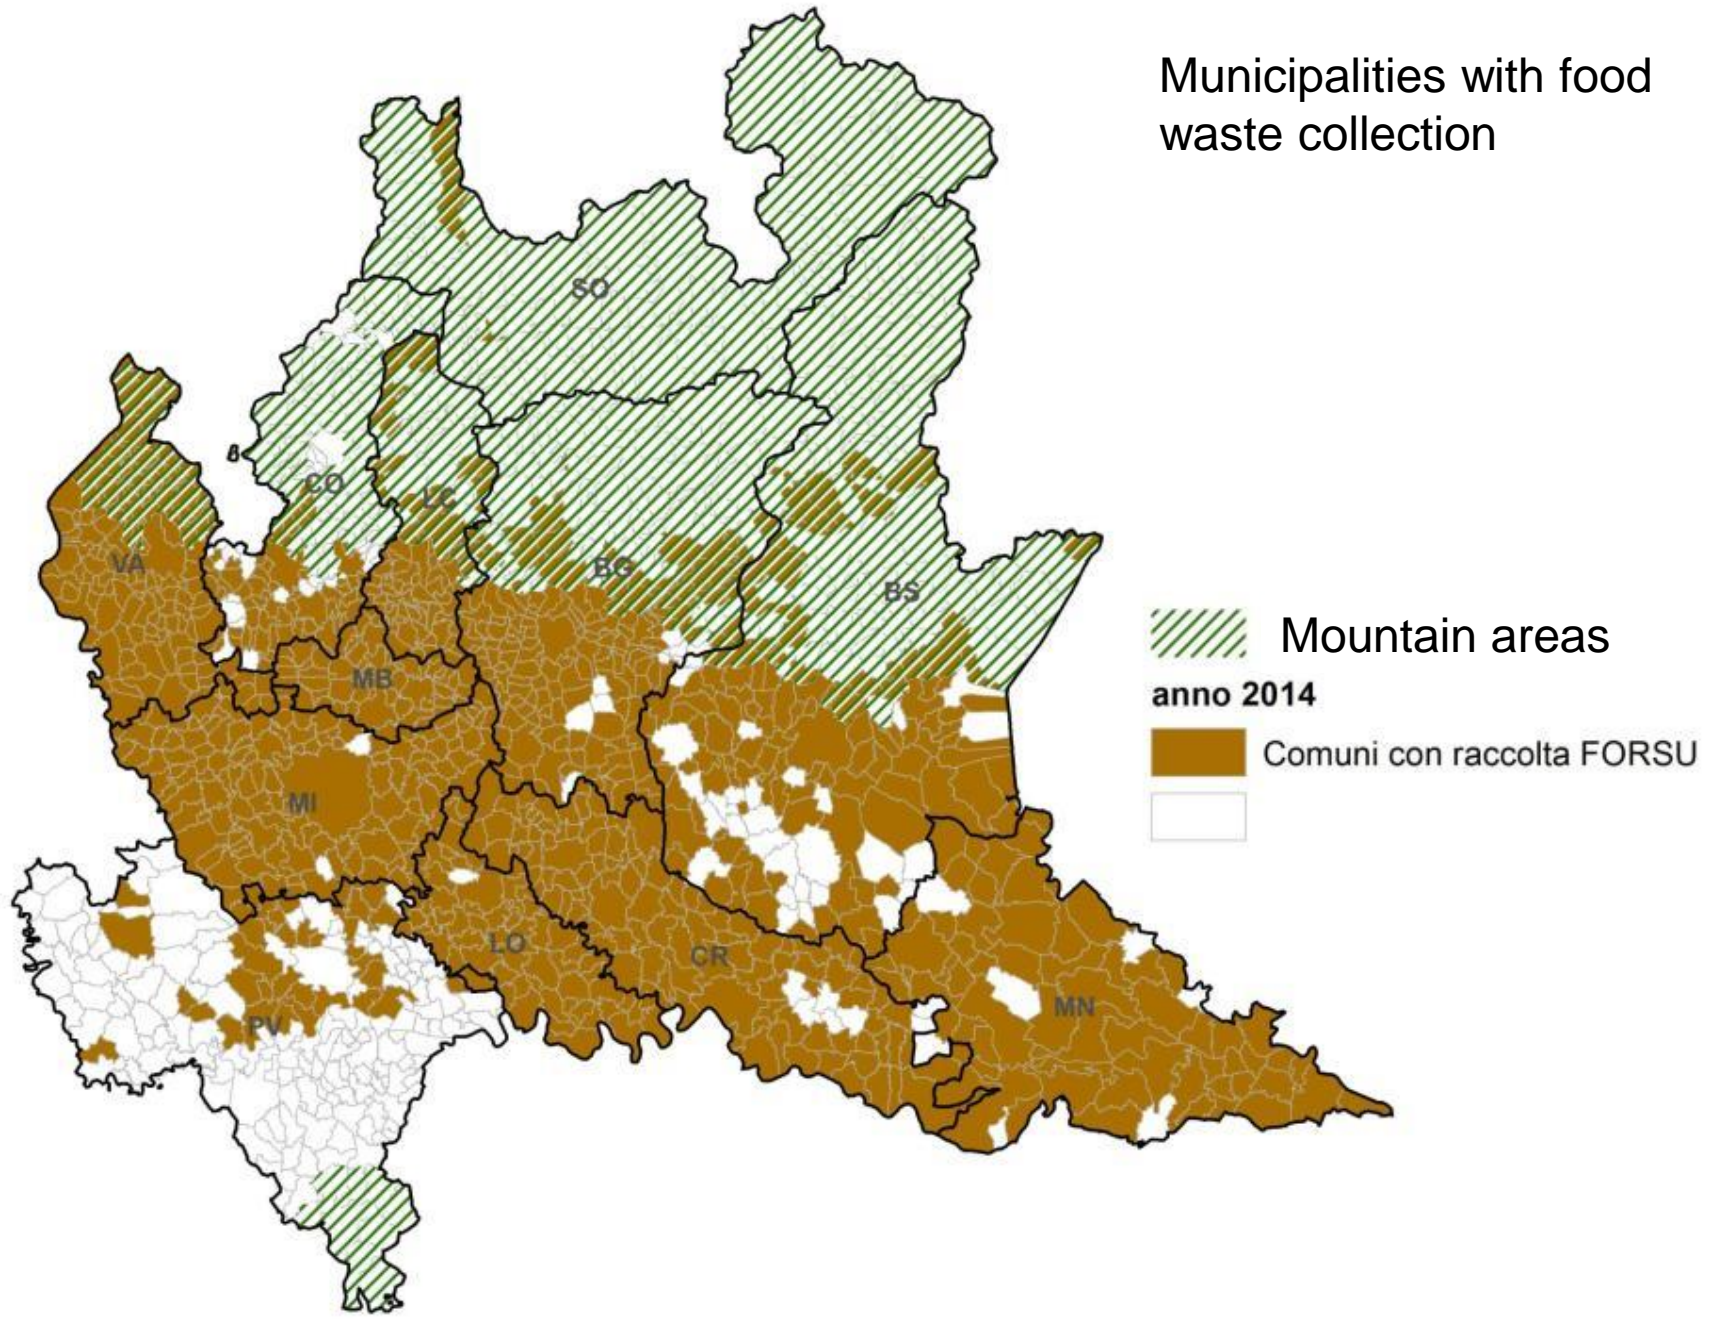 Municipalities with food
waste collection
SO
CO
LC
VA
BG
BS
Mountain areas
MB
anno 2014
Comuni con raccolta FORSU
MI
LO
CR
PV
MN